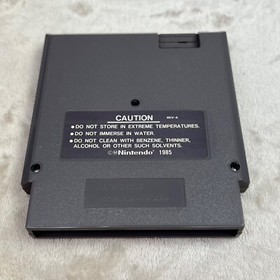 CAUTION REV-A
• DO NOT STORE IN EXTREME TEMPERATURES.
• DO NOT IMMERSE IN WATER.
• DO NOT CLEAN WITH BENZENE, THINNER,
ALCOHOL OR OTHER SUCH SOLVENTS.
©Nintendo 1985